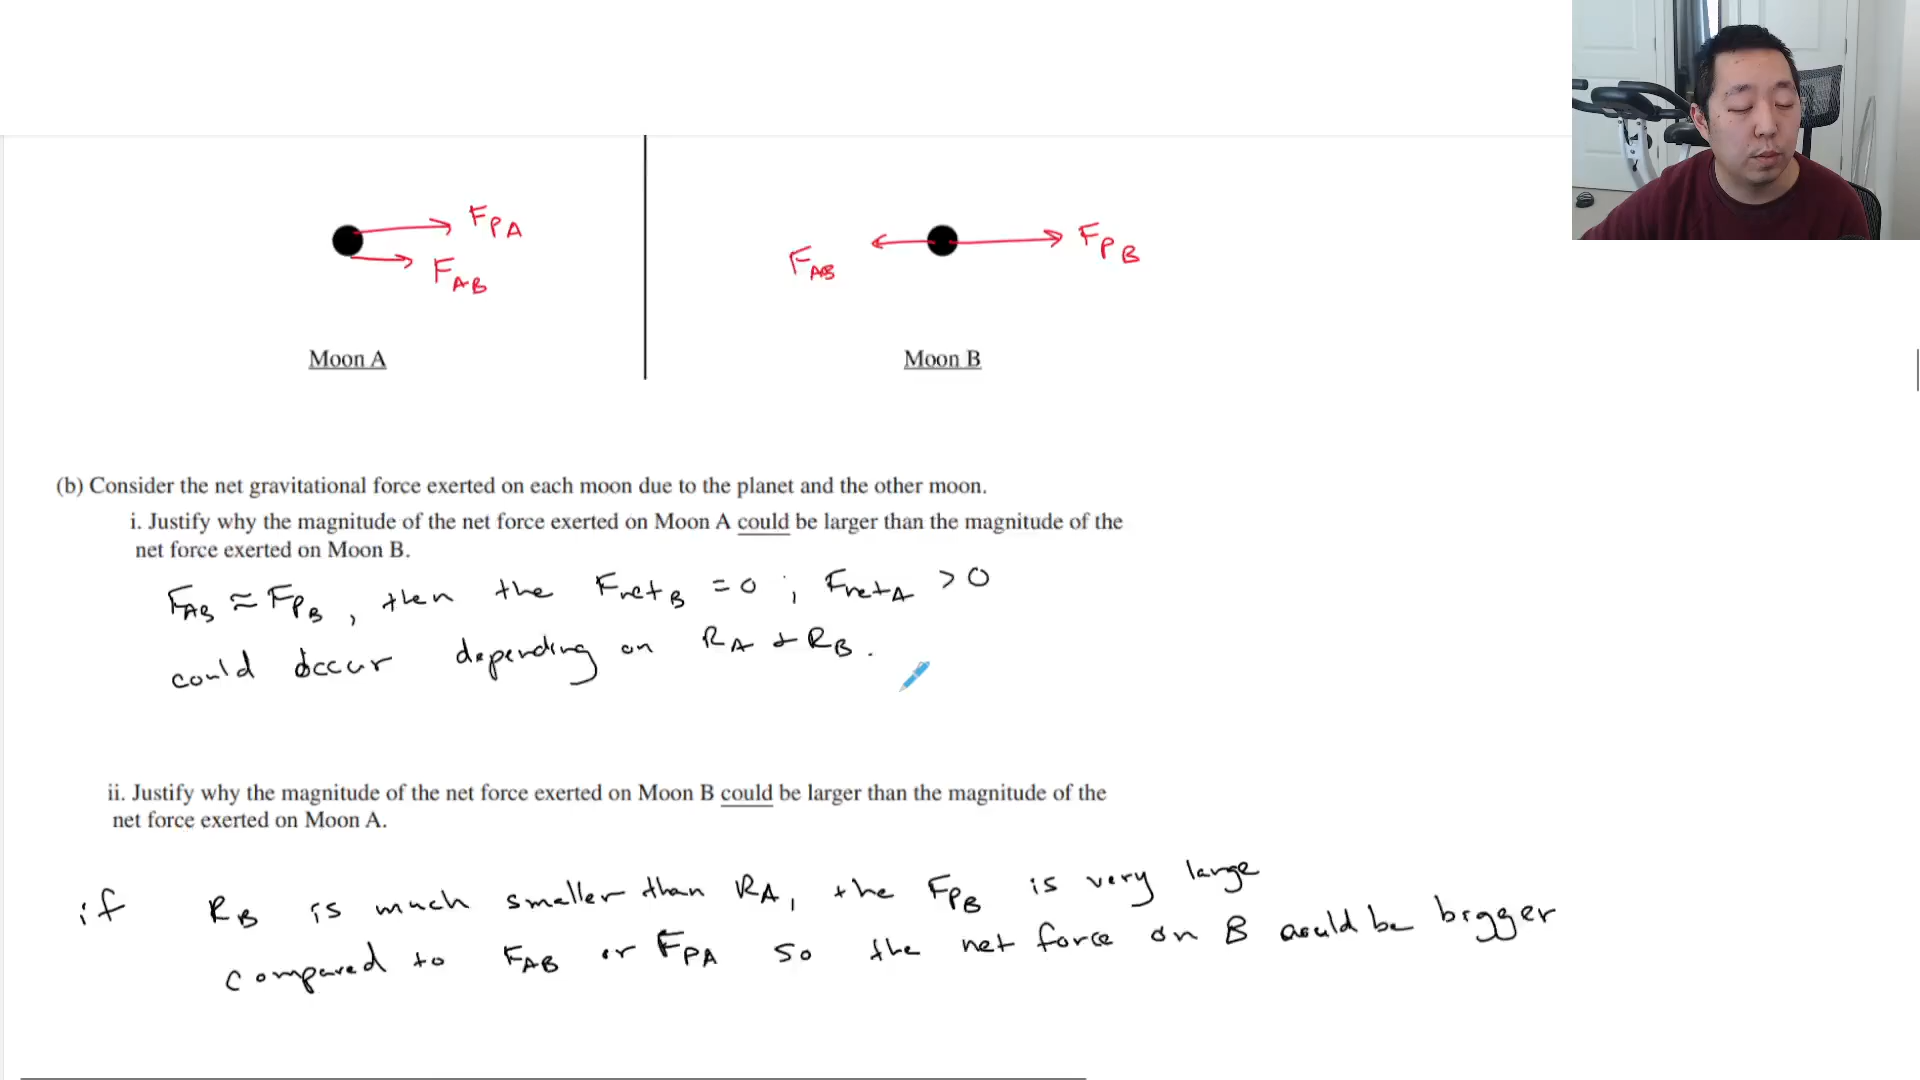 F_PA
F_AB
F_AB
F_PB
Moon A
Moon B
(b) Consider the net gravitational force exerted on each moon due to the planet and the other moon.
i. Justify why the magnitude of the net force exerted on Moon A could be larger than the magnitude of the
net force exerted on Moon B.
F_AB ≈ F_PB, then the F_net_B = 0 ; F_net_A > 0
could occur depending on R_A + R_B.
ii. Justify why the magnitude of the net force exerted on Moon B could be larger than the magnitude of the
net force exerted on Moon A.
if R_B is much smaller than R_A, the F_PB is very large
compared to F_AB or F_PA so the net force on B could be bigger